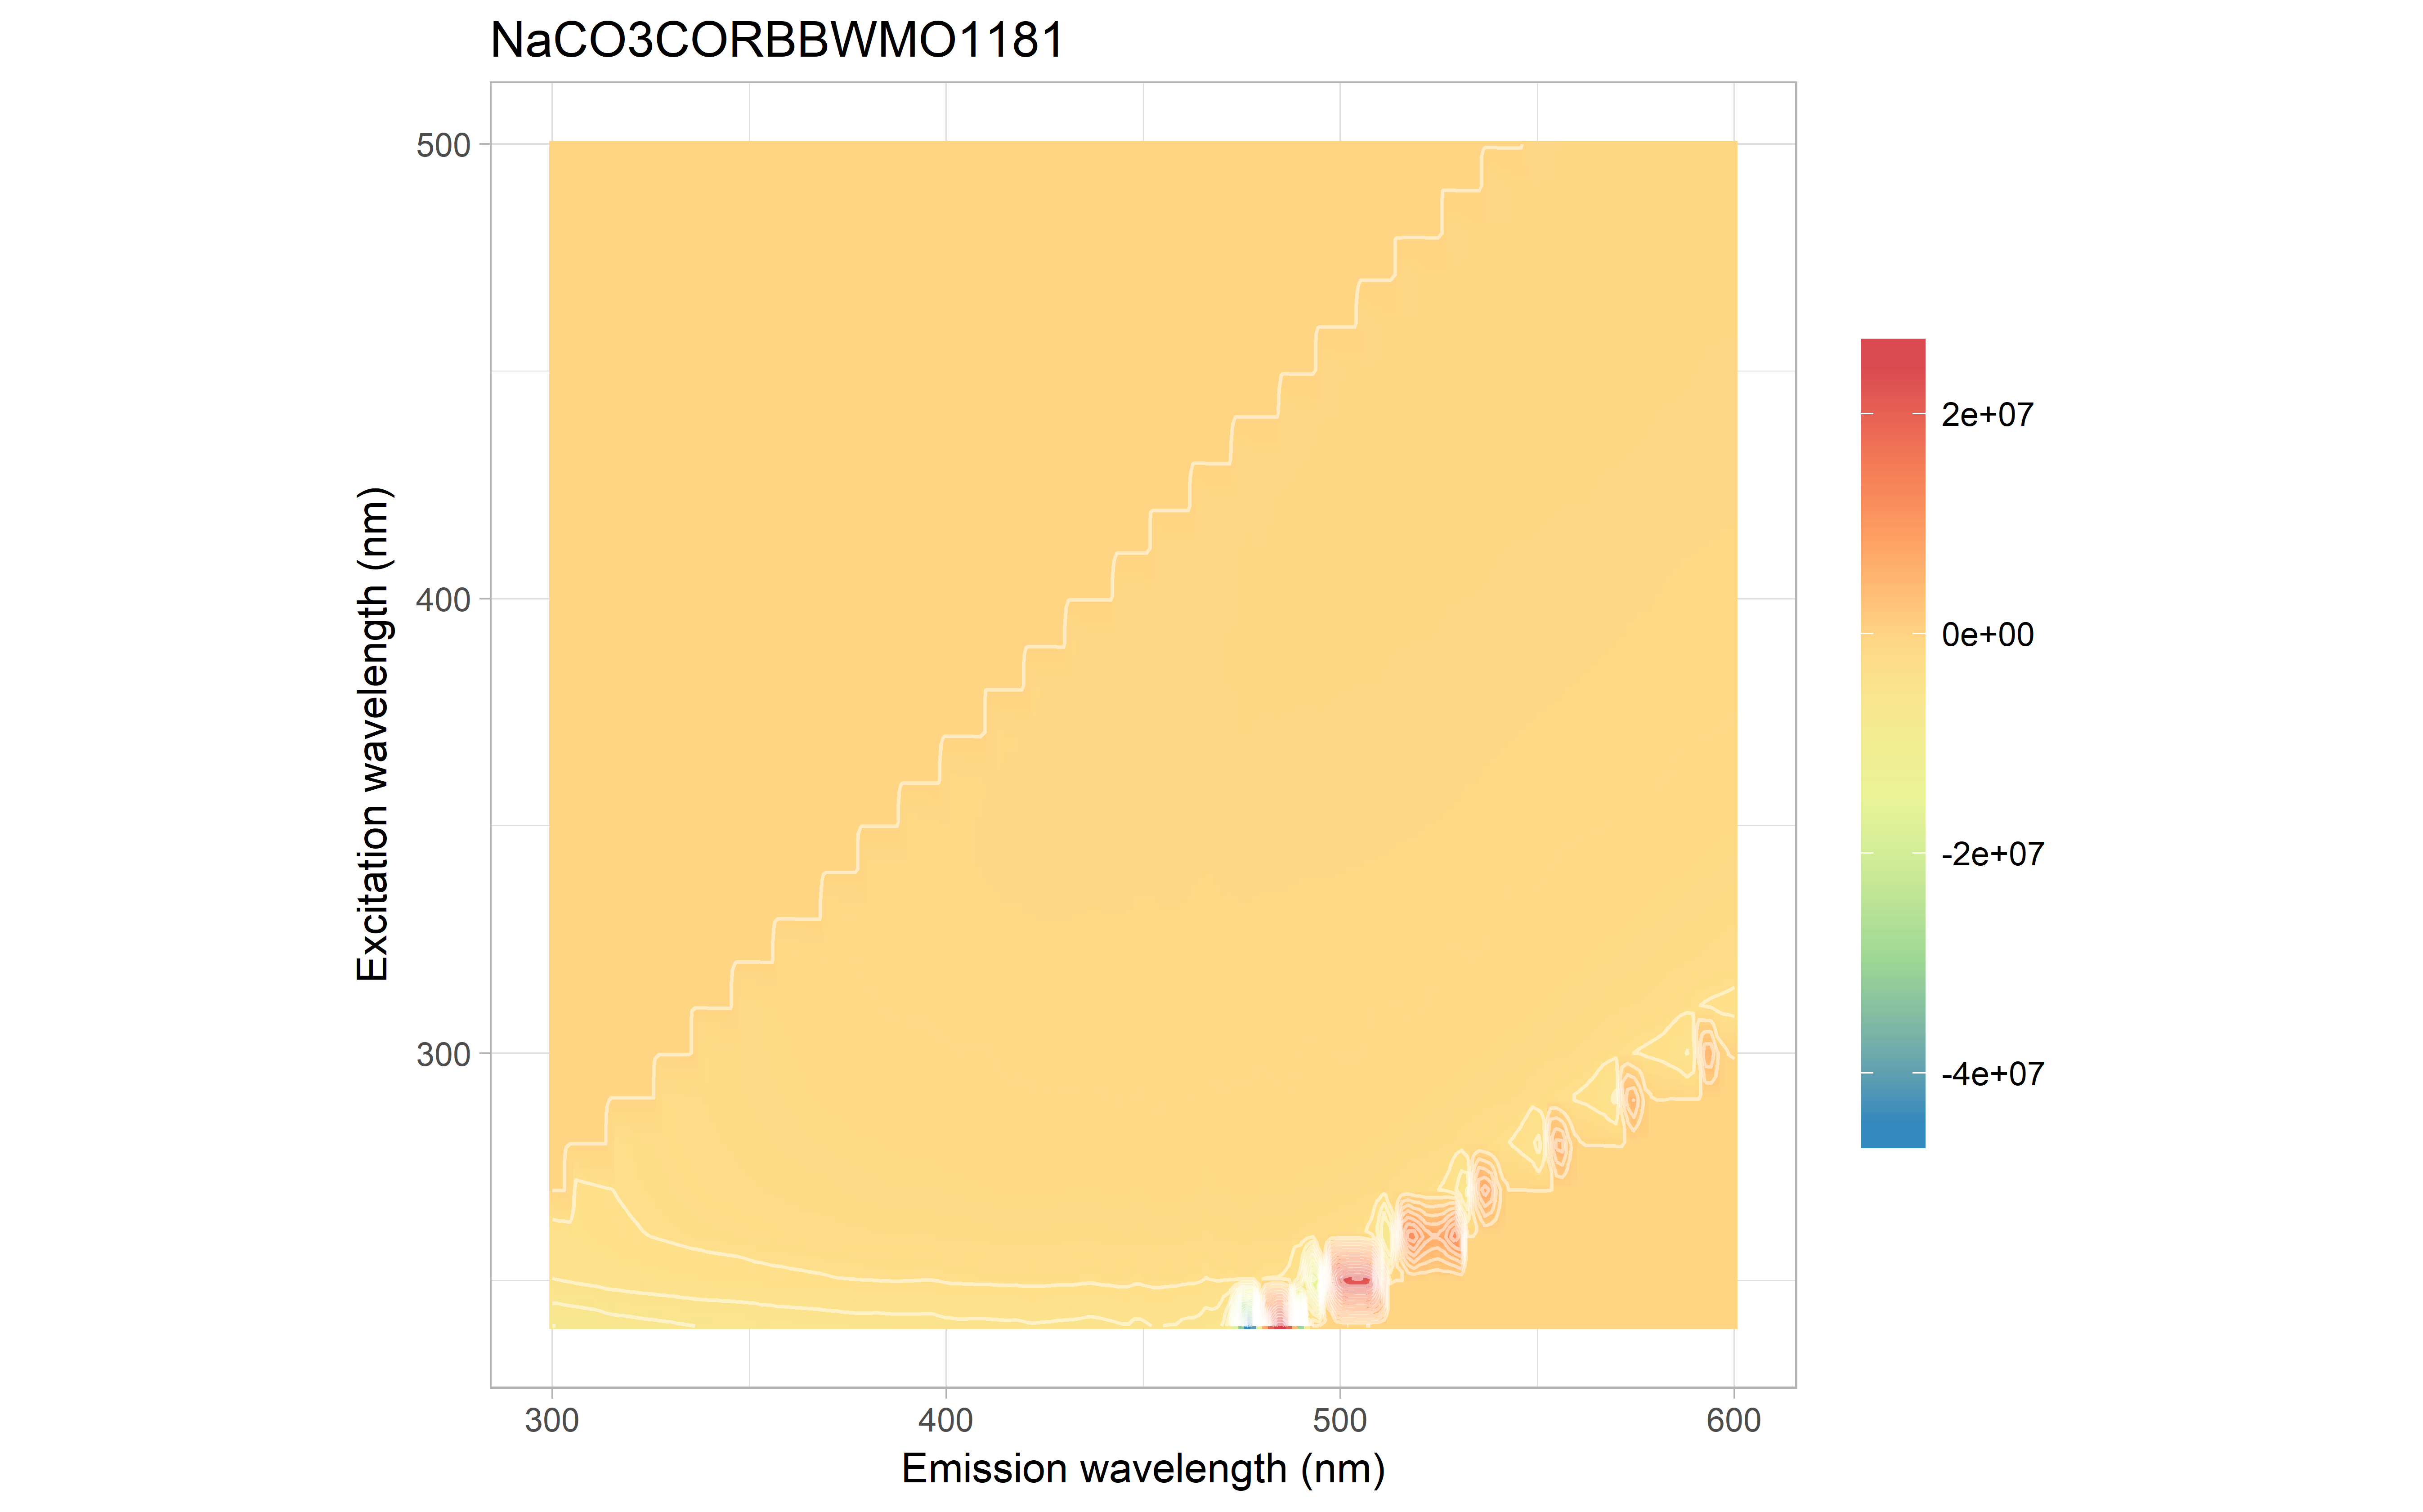 NaCO3CORBBWMO1181
500
400
300
Excitation wavelength (nm)
300
400
500
600
Emission wavelength (nm)
2e+07
0e+00
-2e+07
-4e+07